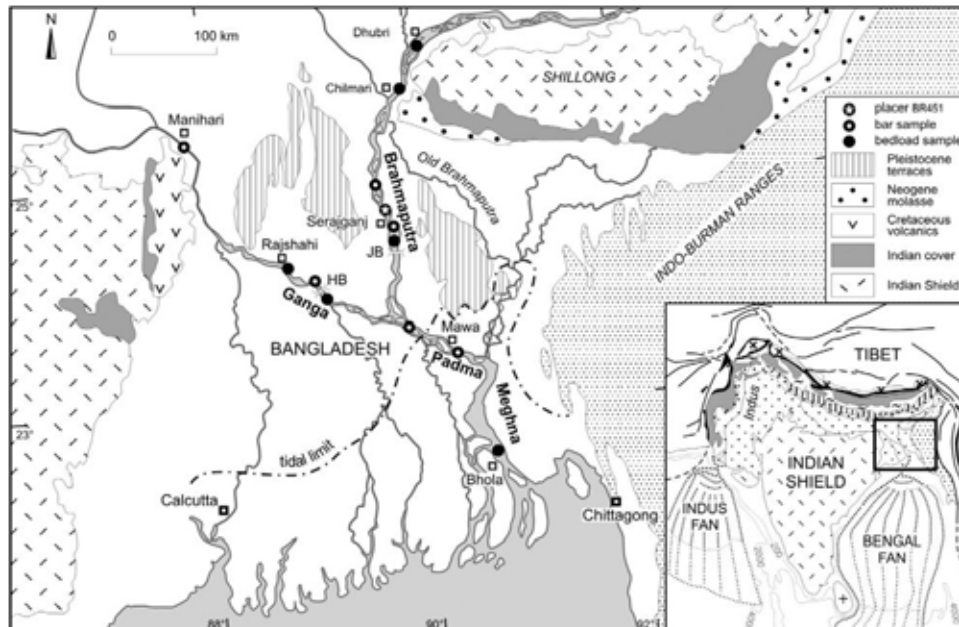 N
0
100 km
Dhubri
SHILLONG
Chilmari
Manihari
Old Brahmaputra
Brahmaputra
25°
Serajganj
JB
Rajshahi
HB
Ganga
BANGLADESH
Mawa
Padma
Meghna
INDO-BURMAN RANGES
23°
tidal limit
Calcutta
Bhola
Chittagong
88°
90°
92°
placer BR451
bar sample
bedload sample
Pleistocene
terraces
Neogene
molasse
Cretaceous
volcanics
Indian cover
Indian Shield
TIBET
Indus
INDIAN
SHIELD
INDUS
FAN
BENGAL
FAN